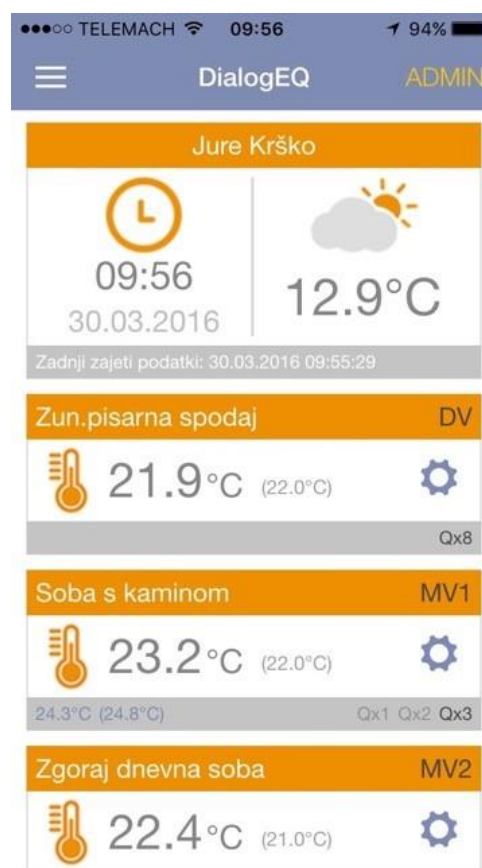 TELEMACH 09:56 94%
DialogEQ ADMIN
Jure Krško
09:56 12.9°C
30.03.2016
Zadnji zajeti podatki: 30.03.2016 09:55:29
Zun.pisarna spodaj DV
21.9°C (22.0°C)
Qx8
Soba s kaminom MV1
23.2°C (22.0°C)
24.3°C (24.8°C) Qx1 Qx2 Qx3
Zgoraj dnevna soba MV2
22.4°C (21.0°C)